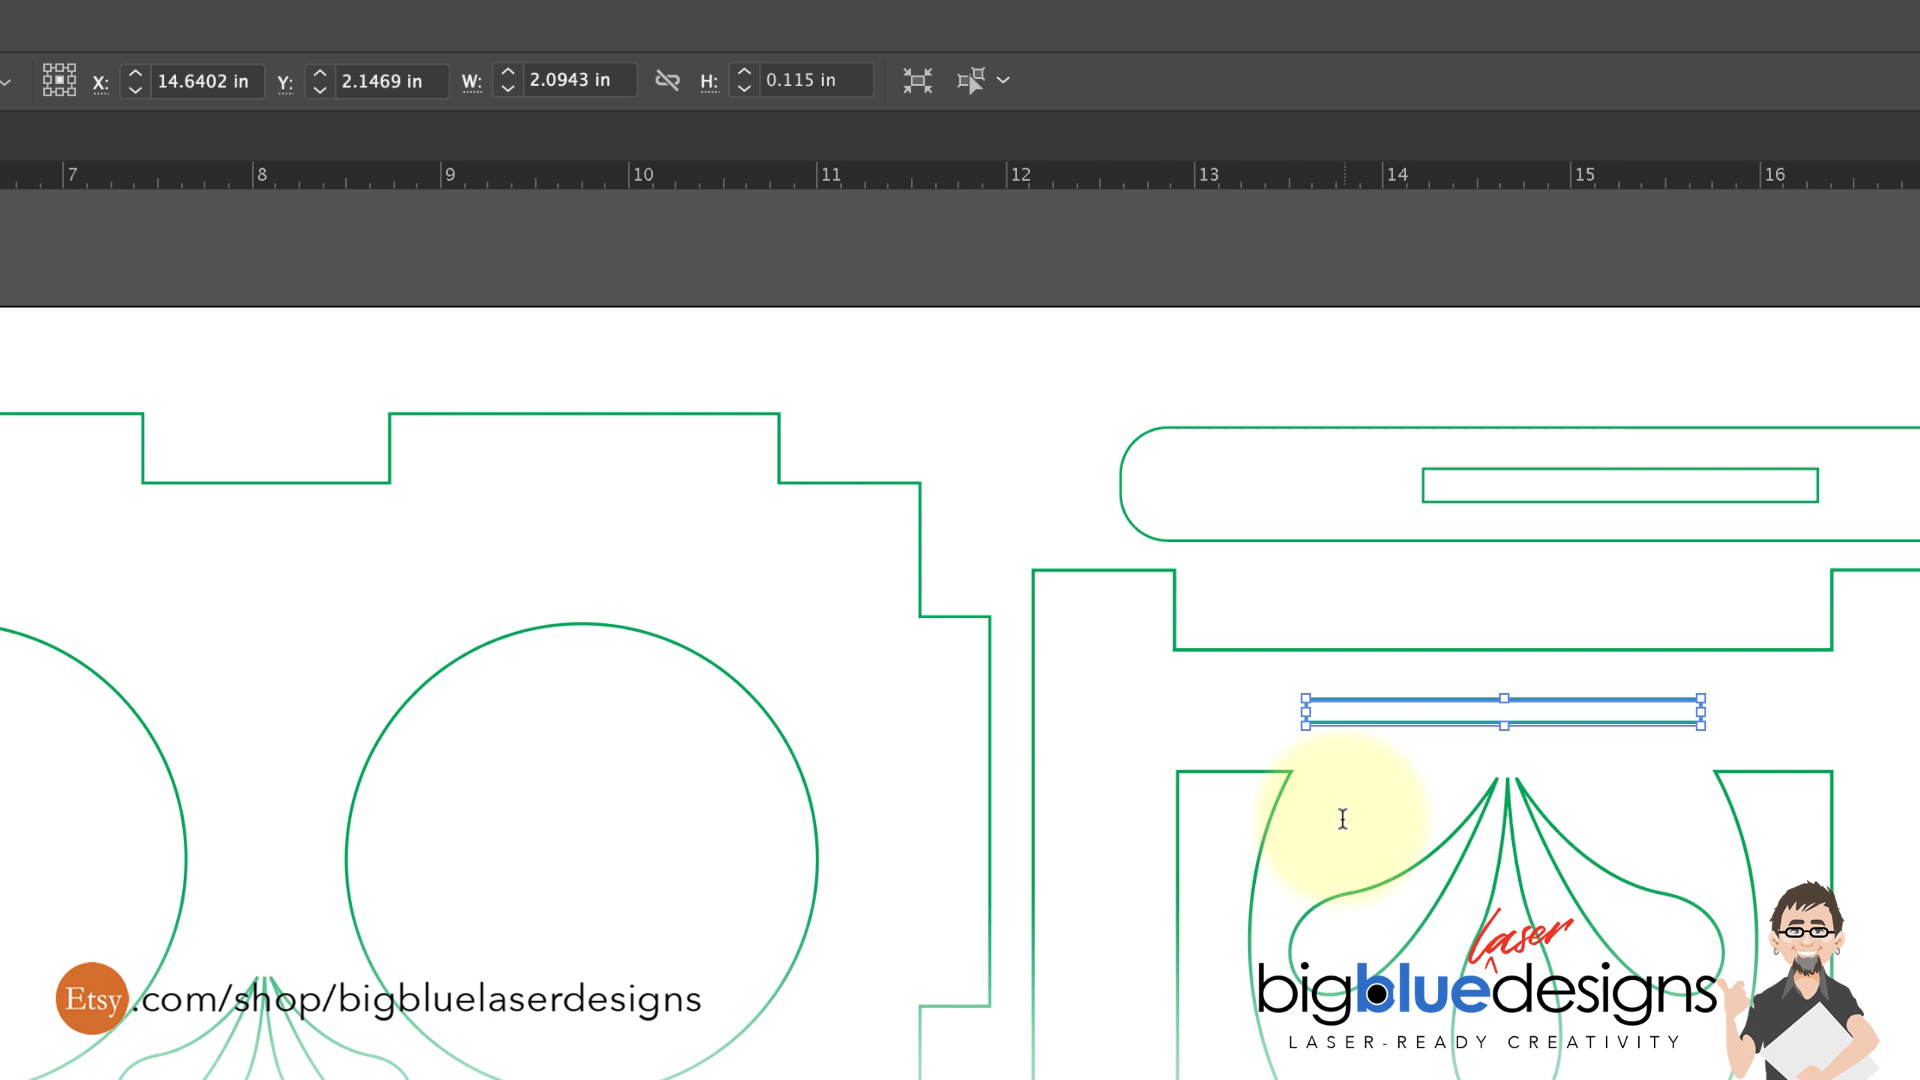 X: 14.6402 in Y: 2.1469 in W: 2.0943 in H: 0.115 in
7 8 9 10 11 12 13 14 15 16
laser
Etsy.com/shop/bigbluelaserdesigns
bigbluedesigns
LASER-READY CREATIVITY